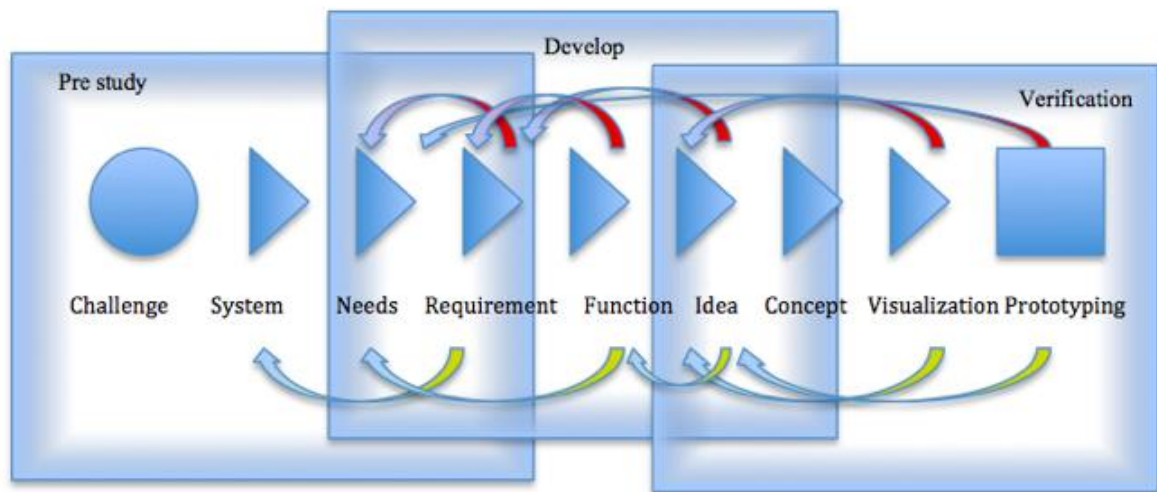 Develop
Pre study
Verification
Challenge System Needs Requirement Function Idea Concept Visualization Prototyping